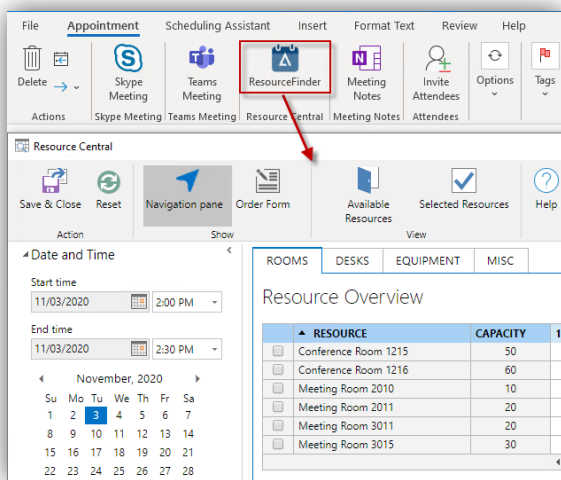 File Appointment Scheduling Assistant Insert Format Text Review Help
Delete
Skype Meeting
Teams Meeting
ResourceFinder
Meeting Notes
Invite Attendees
Options
Tags
Actions Skype Meeting Teams Meeting Resource Central Meeting Notes Attendees
Resource Central
Save & Close Reset Navigation pane Order Form Available Resources Selected Resources Help
Action Show View
Date and Time
Start time
11/03/2020 2:00 PM
End time
11/03/2020 2:30 PM
November, 2020
Su Mo Tu We Th Fr Sa
1 2 3 4 5 6 7
8 9 10 11 12 13 14
15 16 17 18 19 20 21
22 23 24 25 26 27 28
ROOMS DESKS EQUIPMENT MISC
Resource Overview
RESOURCE CAPACITY 1
Conference Room 1215 50
Conference Room 1216 60
Meeting Room 2010 10
Meeting Room 2011 20
Meeting Room 3011 20
Meeting Room 3015 30